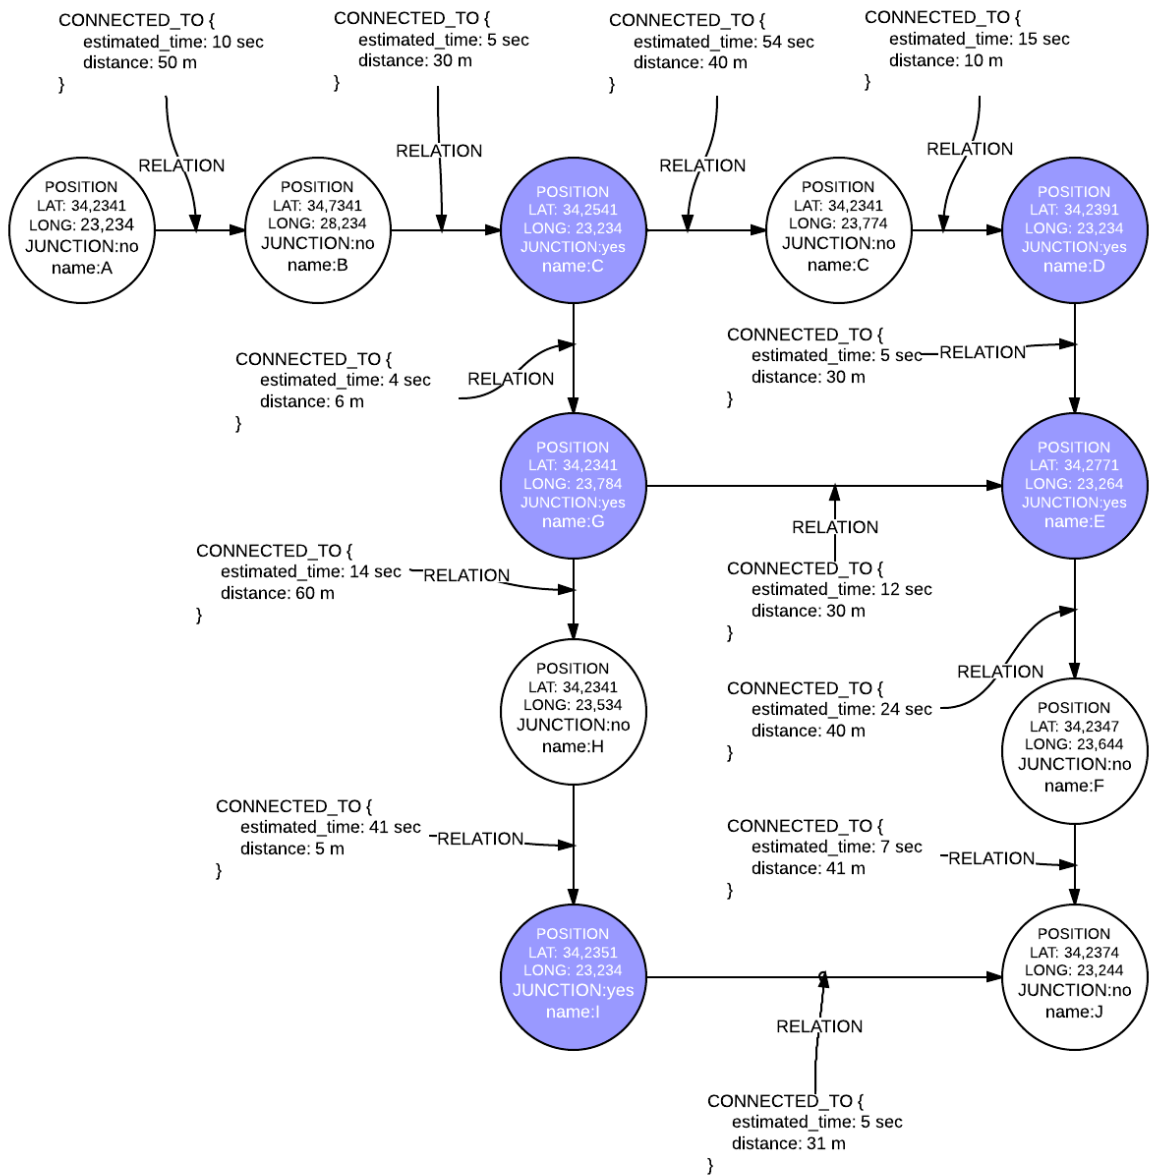 CONNECTED_TO {
estimated_time: 10 sec
distance: 50 m
}
CONNECTED_TO {
estimated_time: 5 sec
distance: 30 m
}
CONNECTED_TO {
estimated_time: 54 sec
distance: 40 m
}
CONNECTED_TO {
estimated_time: 15 sec
distance: 10 m
}
RELATION
RELATION
RELATION
RELATION
POSITION
LAT: 34,2341
LONG: 23,234
JUNCTION:no
name:A
POSITION
LAT: 34,7341
LONG: 28,234
JUNCTION:no
name:B
POSITION
LAT: 34,2541
LONG: 23,234
JUNCTION:yes
name:C
POSITION
LAT: 34,2341
LONG: 23,774
JUNCTION:no
name:C
POSITION
LAT: 34,2391
LONG: 23,234
JUNCTION:yes
name:D
CONNECTED_TO {
estimated_time: 4 sec
distance: 6 m
}
RELATION
CONNECTED_TO {
estimated_time: 5 sec
distance: 30 m
}
RELATION
POSITION
LAT: 34,2341
LONG: 23,784
JUNCTION:yes
name:G
POSITION
LAT: 34,2771
LONG: 23,264
JUNCTION:yes
name:E
RELATION
CONNECTED_TO {
estimated_time: 12 sec
distance: 30 m
}
CONNECTED_TO {
estimated_time: 14 sec
distance: 60 m
}
RELATION
POSITION
LAT: 34,2341
LONG: 23,534
JUNCTION:no
name:H
CONNECTED_TO {
estimated_time: 24 sec
distance: 40 m
}
RELATION
POSITION
LAT: 34,2347
LONG: 23,644
JUNCTION:no
name:F
CONNECTED_TO {
estimated_time: 41 sec
distance: 5 m
}
RELATION
CONNECTED_TO {
estimated_time: 7 sec
distance: 41 m
}
RELATION
POSITION
LAT: 34,2351
LONG: 23,234
JUNCTION:yes
name:I
POSITION
LAT: 34,2374
LONG: 23,244
JUNCTION:no
name:J
RELATION
CONNECTED_TO {
estimated_time: 5 sec
distance: 31 m
}